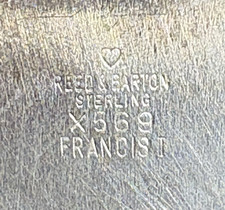 REED & BARTON
STERLING
X569
FRANCIS I